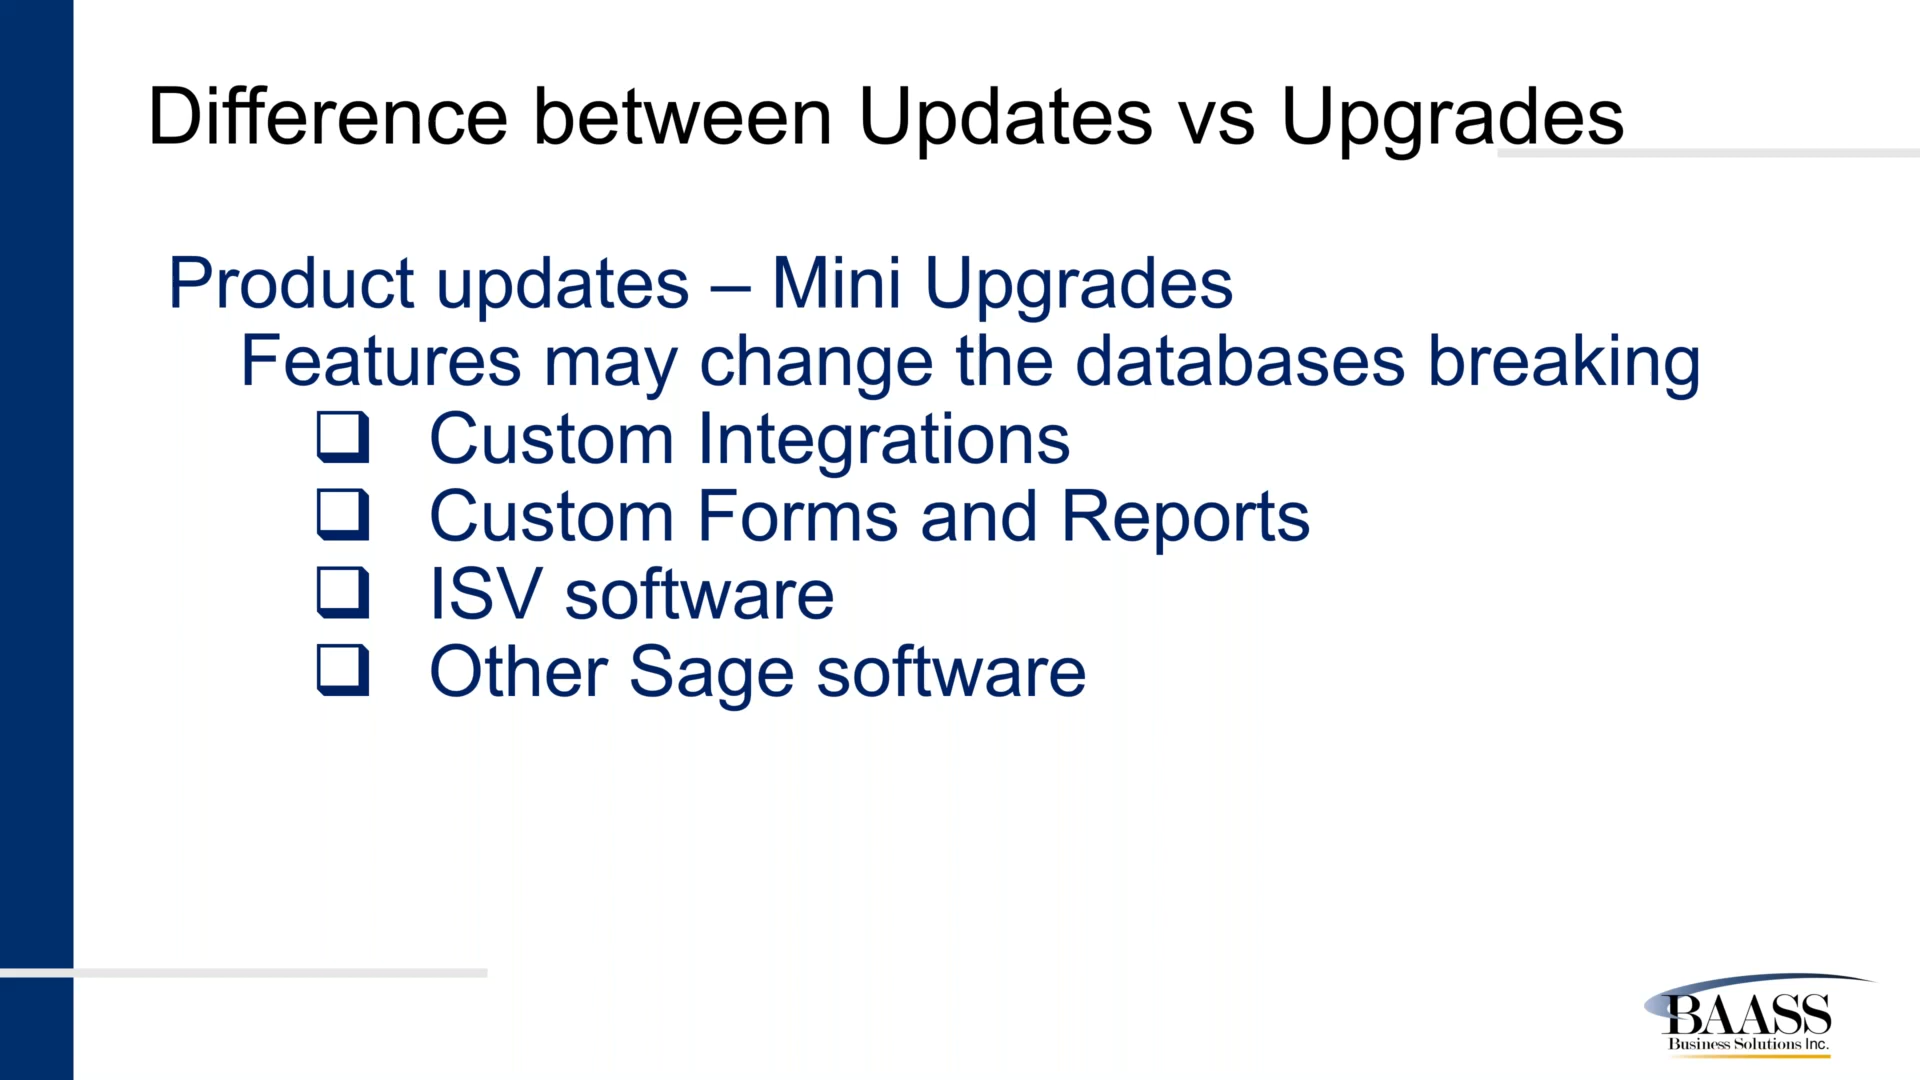 Difference between Updates vs Upgrades
Product updates – Mini Upgrades
Features may change the databases breaking
❑ Custom Integrations
❑ Custom Forms and Reports
❑ ISV software
❑ Other Sage software
BAASS
Business Solutions Inc.